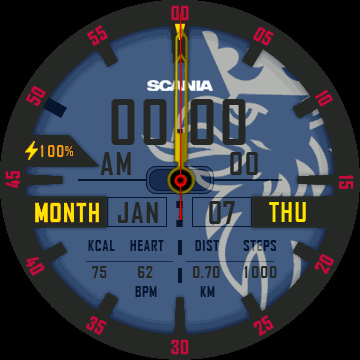 00
55 05
50 10
SCANIA
00 00
AM 00
100%
45 15
MONTH JAN 07 THU
KCAL HEART DIST STEPS
75 62 0.70 1000
BPM KM
40 20
35 25
30